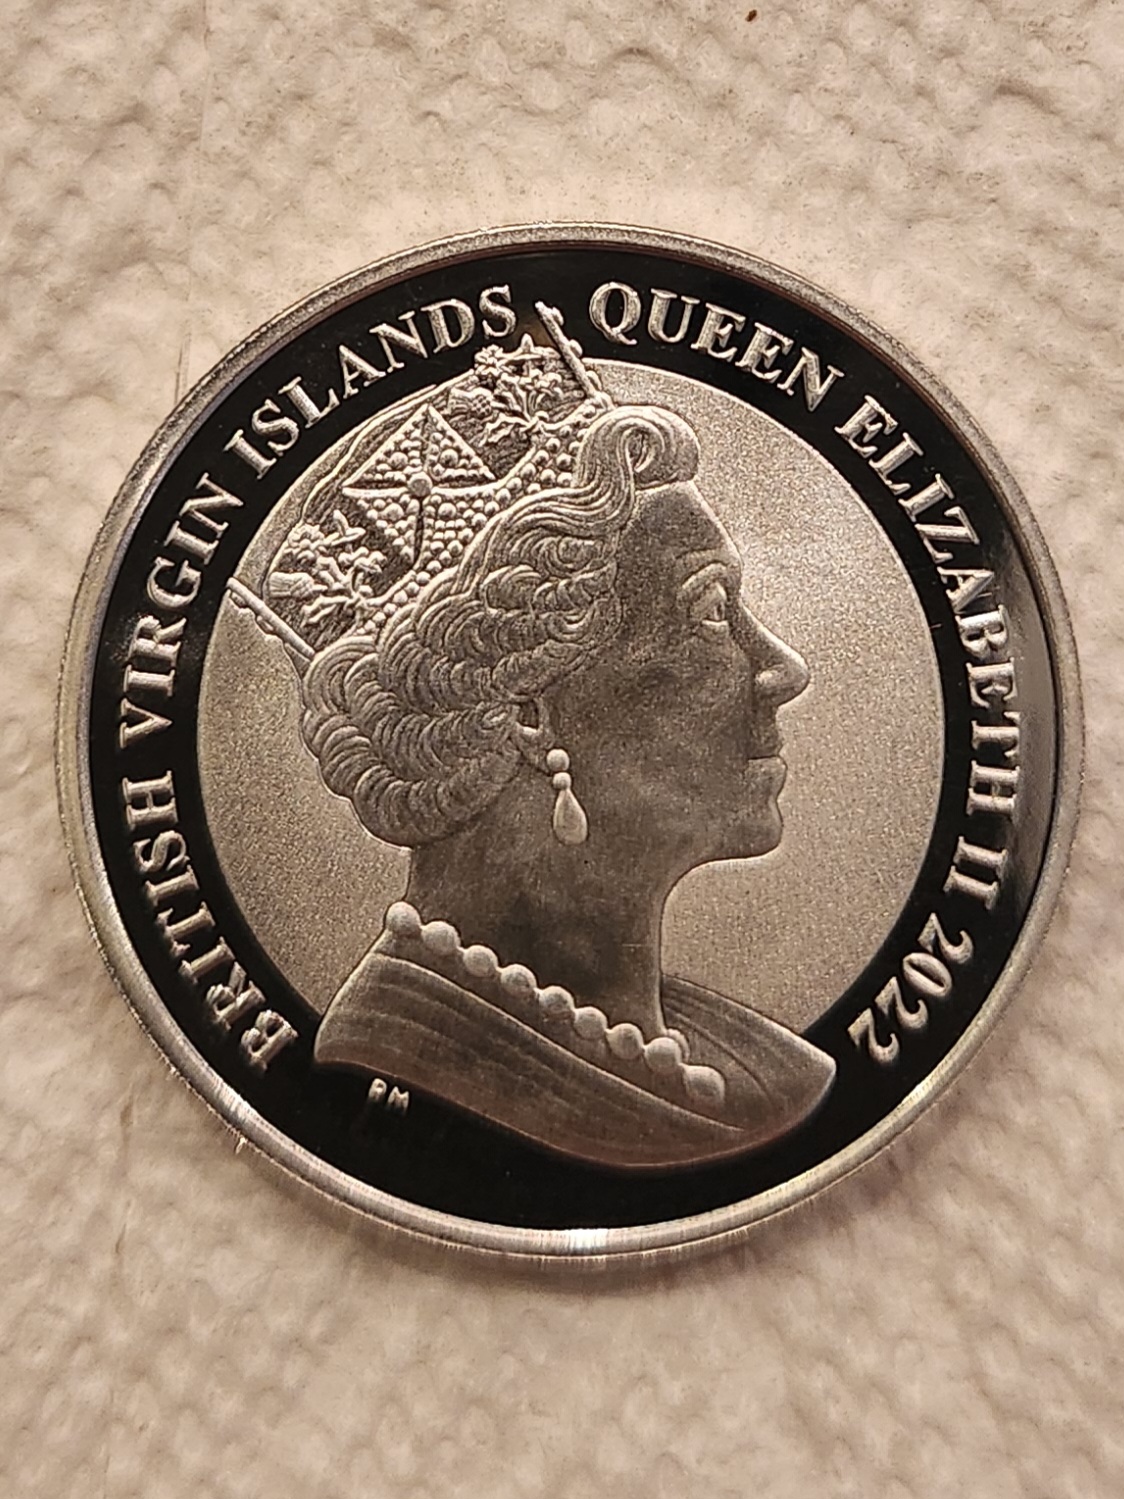 BRITISH VIRGIN ISLANDS QUEEN ELIZABETH II 2022
PM